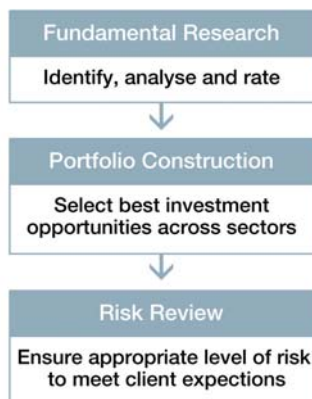 Fundamental Research
Identify, analyse and rate
Portfolio Construction
Select best investment
opportunities across sectors
Risk Review
Ensure appropriate level of risk
to meet client expections